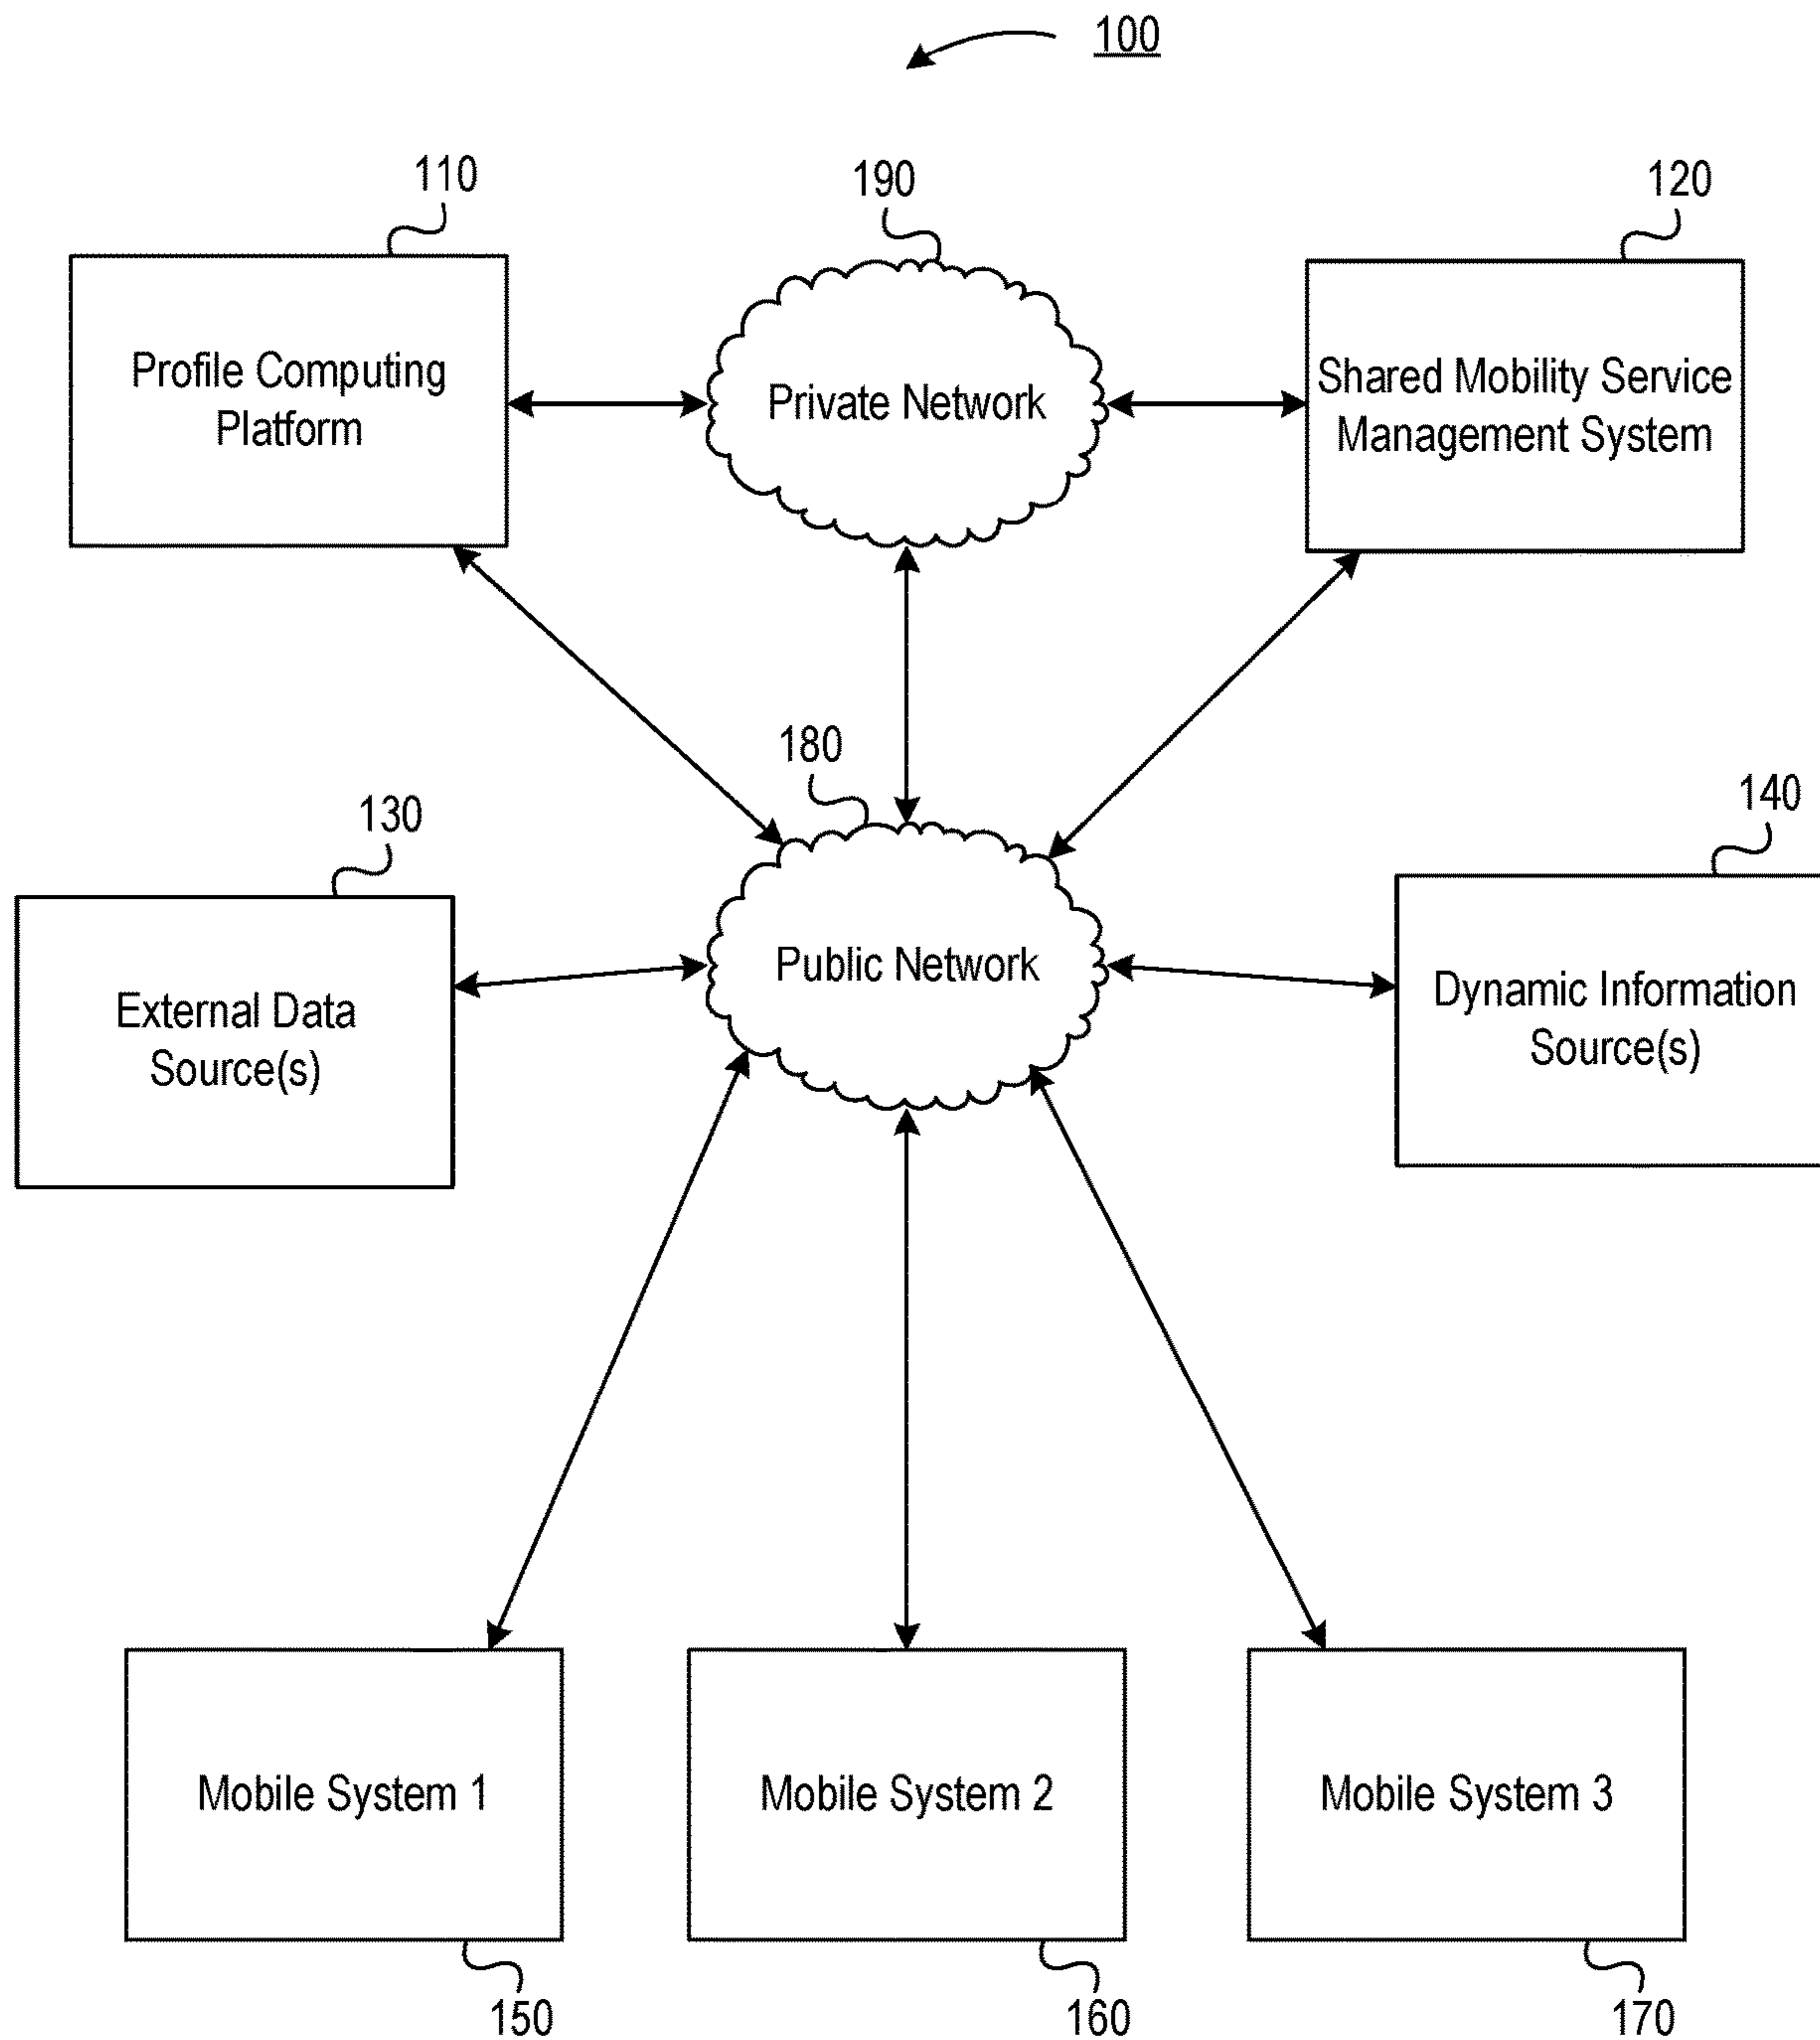 100
110
190
120
Profile Computing
Platform
Private Network
Shared Mobility Service
Management System
180
130
140
External Data
Source(s)
Public Network
Dynamic Information
Source(s)
Mobile System 1
Mobile System 2
Mobile System 3
150
160
170